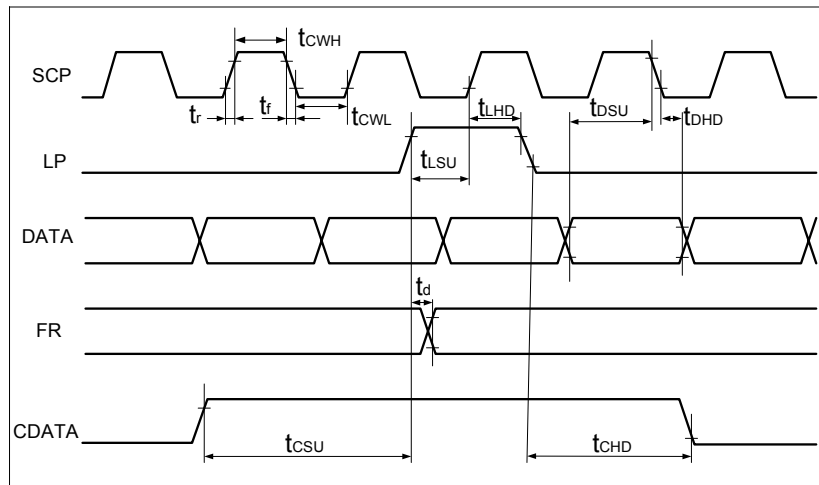 SCP
tCWH
tr
tf
tCWL
tLHD
tDSU
tDHD
LP
tLSU
DATA
td
FR
CDATA
tCSU
tCHD